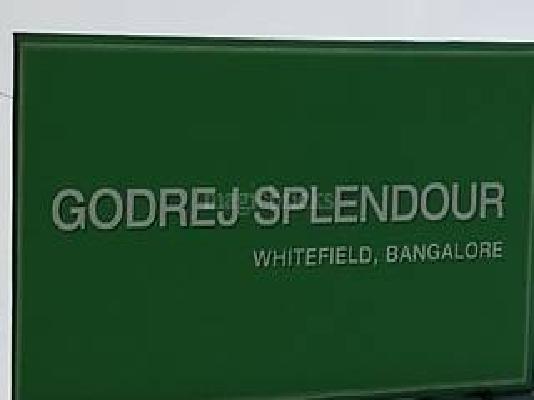 GODREJ SPLENDOUR
WHITEFIELD, BANGALORE